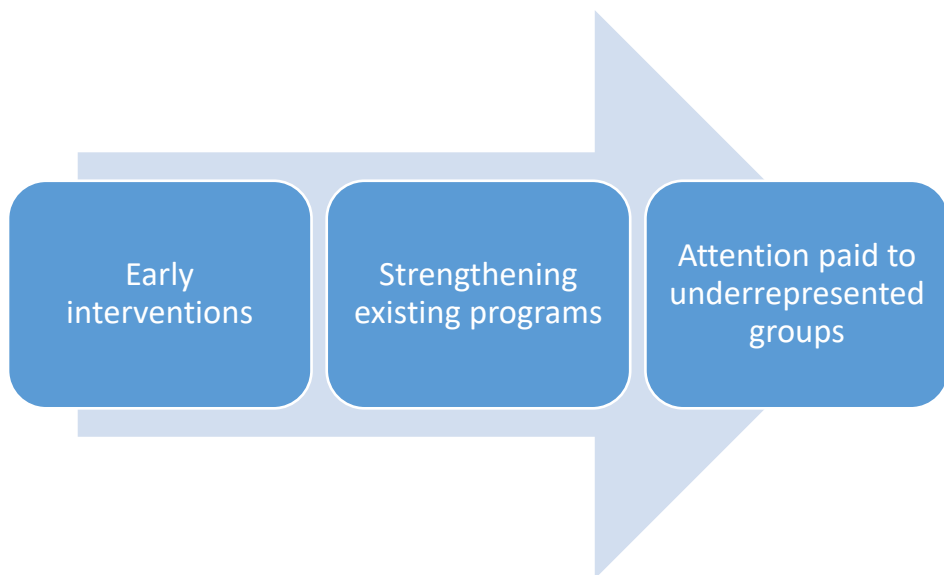 Early
interventions
Strengthening
existing programs
Attention paid to
underrepresented
groups